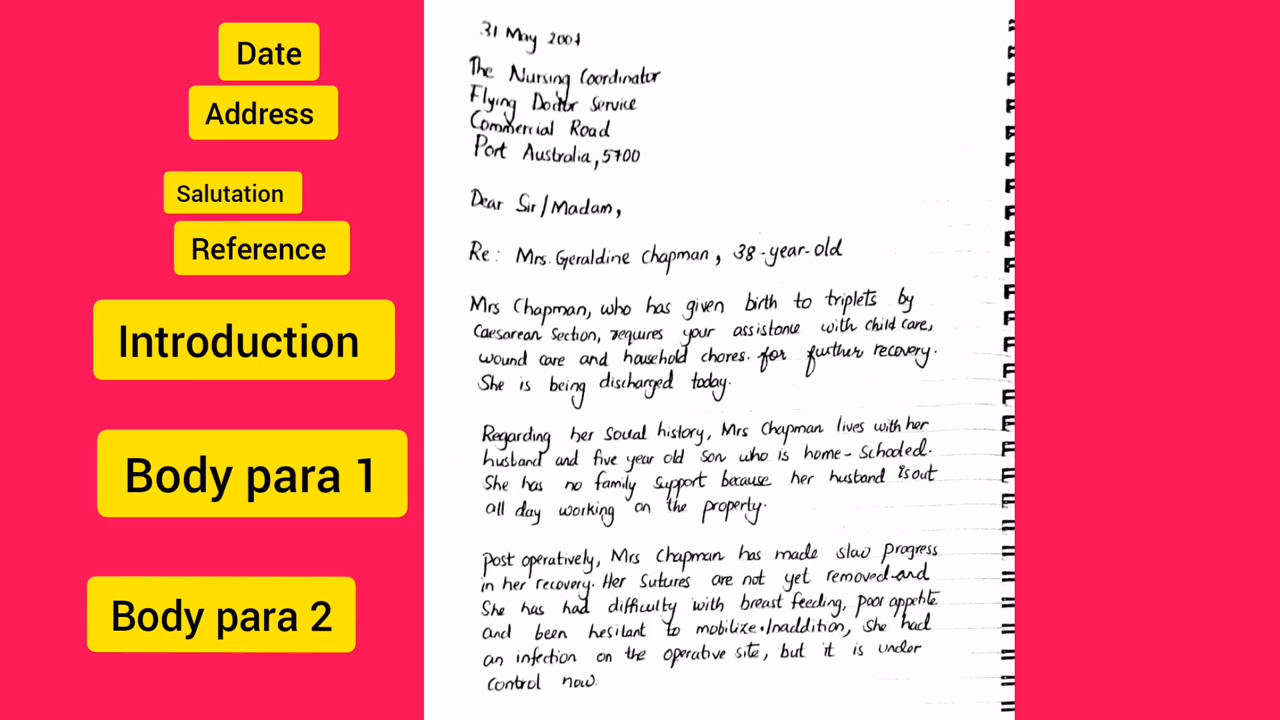 Date
Address
Salutation
Reference
Introduction
Body para 1
Body para 2
31 May 2007
The Nursing Coordinator
Flying Doctor Service
Commercial Road
Port Australia, 5700
Dear Sir/Madam,
Re: Mrs. Geraldine Chapman, 38-year-old
Mrs Chapman, who has given birth to triplets by
Caesarean Section, requires your assistance with child care,
wound care and household chores. for further recovery.
She is being discharged today.
Regarding her social history, Mrs Chapman lives with her
husband and five year old son who is home-schooled.
She has no family support because her husband is out
all day working on the property.
Post operatively, Mrs Chapman has made slow progress
in her recovery. Her sutures are not yet removed and
She has had difficulty with breast feeding, poor appetite
and been hesitant to mobilize. Inaddition, she had
an infection on the operative site, but it is under
control now.